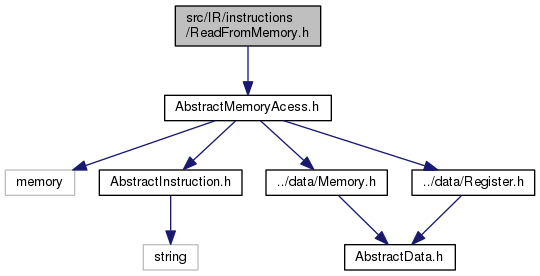 src/IR/instructions
/ReadFromMemory.h
AbstractMemoryAcess.h
memory
AbstractInstruction.h
../data/Memory.h
../data/Register.h
string
AbstractData.h